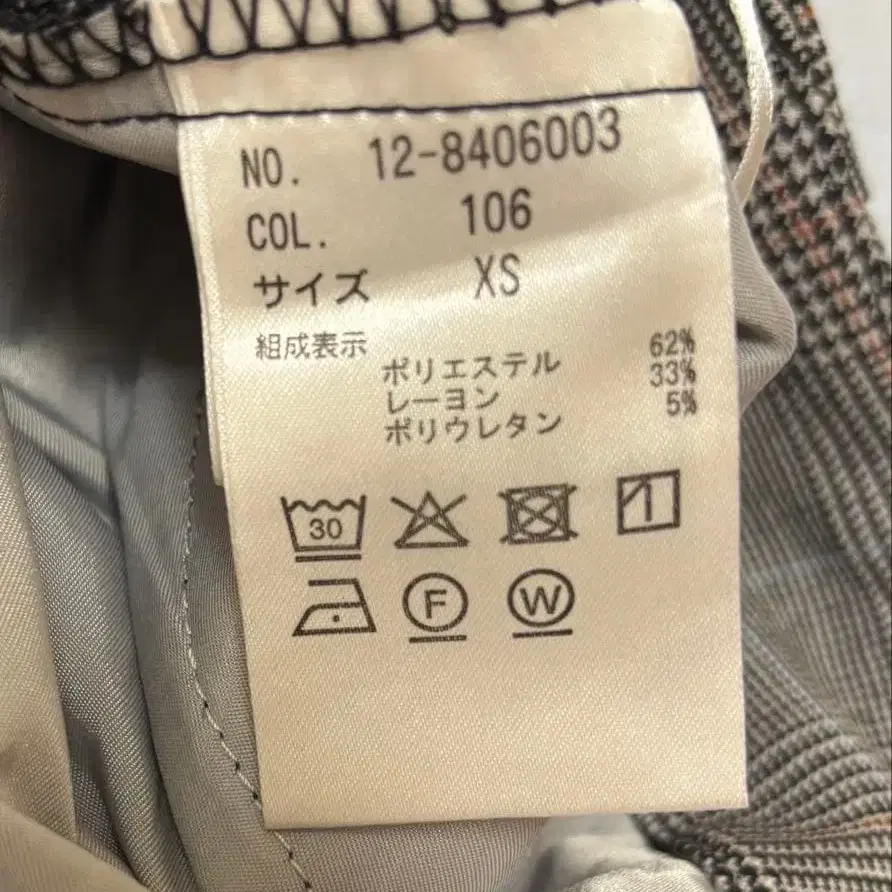 NO. 12-8406003
COL. 106
サイズ XS
組成表示
ポリエステル 62%
レーヨン 33%
ポリウレタン 5%
30
F W